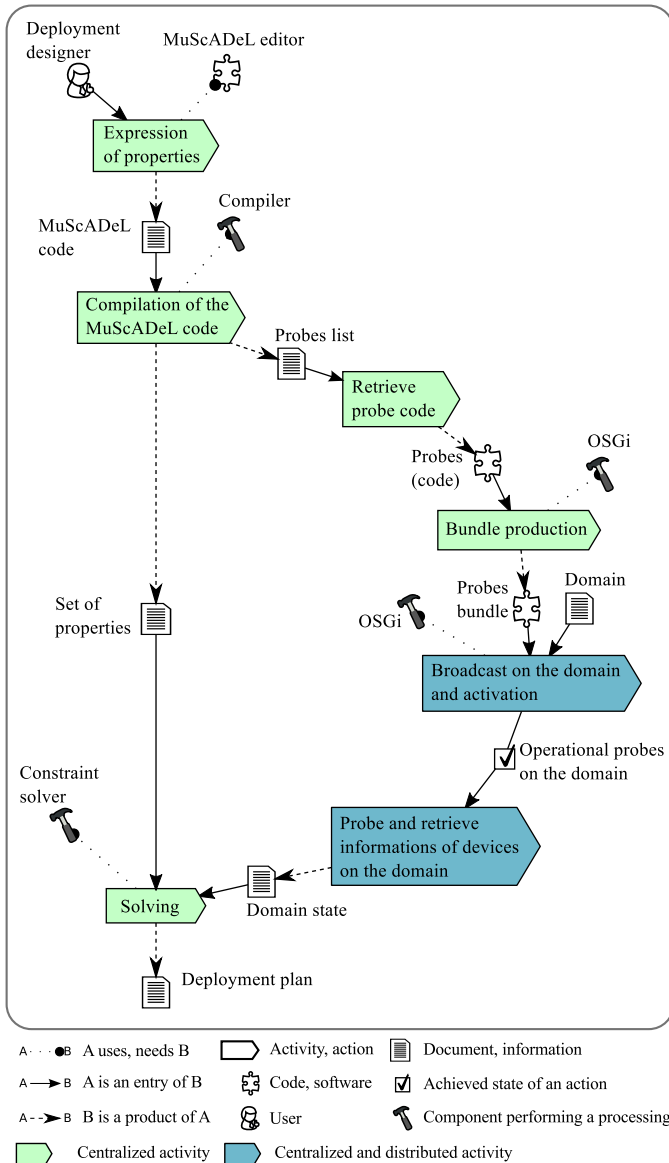 Deployment
designer
MuScADeL editor
Expression
of properties
MuScADeL
code
Compiler
Compilation of the
MuScADeL code
Probes list
Retrieve
probe code
Probes
(code)
OSGi
Bundle production
Probes
bundle
Domain
Set of
properties
OSGi
Broadcast on the domain
and activation
Operational probes
on the domain
Constraint
solver
Probe and retrieve
informations of devices
on the domain
Solving
Domain state
Deployment plan
A B A uses, needs B
Activity, action
Document, information
A B A is an entry of B
Code, software
Achieved state of an action
A B B is a product of A
User
Component performing a processing
Centralized activity
Centralized and distributed activity